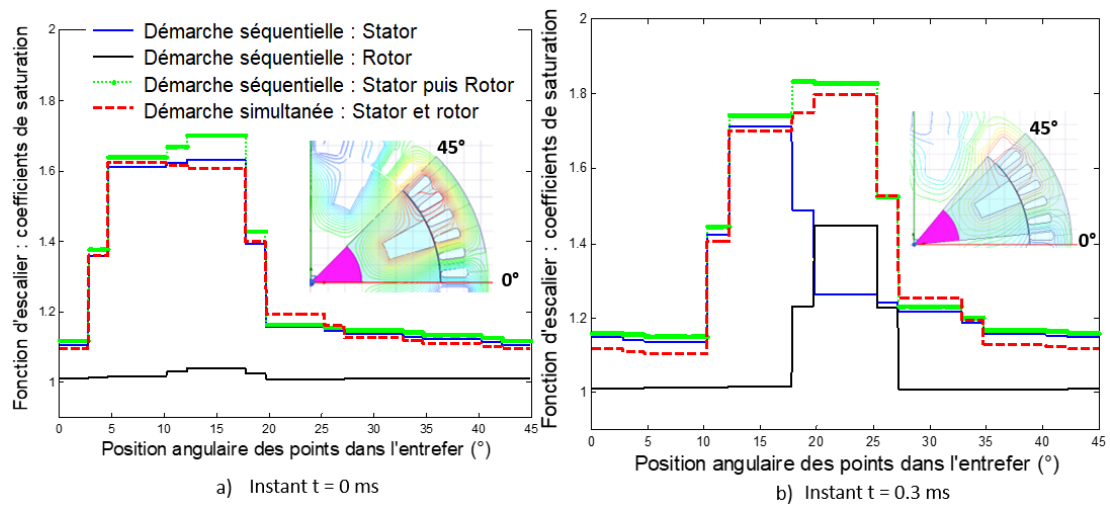 Fonction d'escalier : coefficients de saturation
2
1.8
1.6
1.4
1.2
1
Démarche séquentielle : Stator
Démarche séquentielle : Rotor
Démarche séquentielle : Stator puis Rotor
Démarche simultanée : Stator et rotor
45°
0°
0 5 10 15 20 25 30 35 40 45
Position angulaire des points dans l'entrefer (°)
a) Instant t = 0 ms
Fonction d'escalier : coefficients de saturation
2
1.8
1.6
1.4
1.2
1
45°
0°
0 5 10 15 20 25 30 35 40 45
Position angulaire des points dans l'entrefer (°)
b) Instant t = 0.3 ms